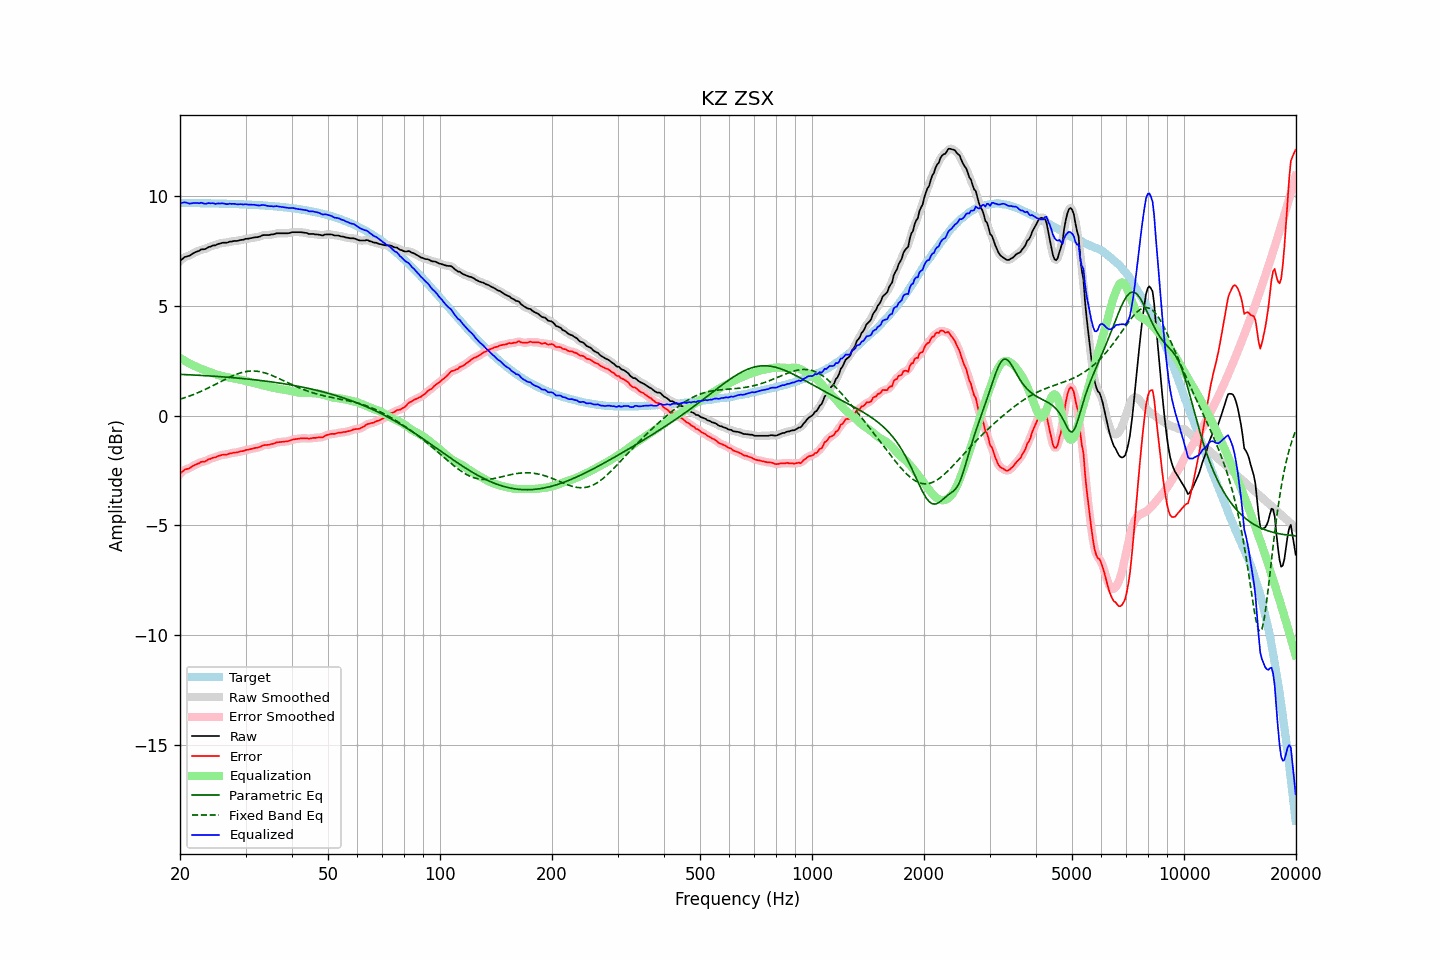 KZ ZSX
Amplitude (dBr)
10
5
0
−5
−10
−15
Target
Raw Smoothed
Error Smoothed
Raw
Error
Equalization
Parametric Eq
Fixed Band Eq
Equalized
20 50 100 200 500 1000 2000 5000 10000 20000
Frequency (Hz)